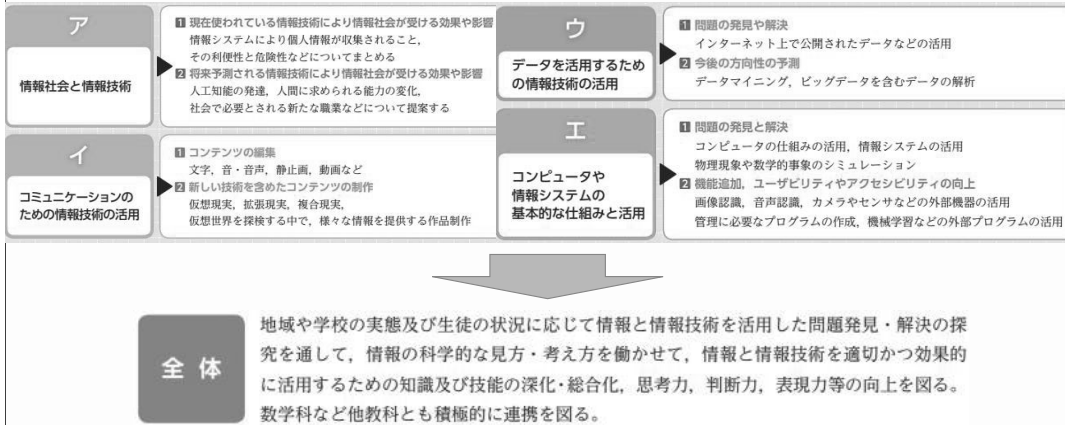 ア
情報社会と情報技術
1 現在使われている情報技術により情報社会が受ける効果や影響
情報システムにより個人情報が収集されること，
その利便性と危険性などについてまとめる
2 将来予測される情報技術により情報社会が受ける効果や影響
人工知能の発達，人間に求められる能力の変化，
社会で必要とされる新たな職業などについて提案する
イ
コミュニケーションの
ための情報技術の活用
1 コンテンツの編集
文字，音・音声，静止画，動画など
2 新しい技術を含めたコンテンツの制作
仮想現実，拡張現実，複合現実，
仮想世界を探検する中で，様々な情報を提供する作品制作
ウ
データを活用するため
の情報技術の活用
1 問題の発見や解決
インターネット上で公開されたデータなどの活用
2 今後の方向性の予測
データマイニング，ビッグデータを含むデータの解析
エ
コンピュータや
情報システムの
基本的な仕組みと活用
1 問題の発見と解決
コンピュータの仕組みの活用，情報システムの活用
物理現象や数学的事象のシミュレーション
2 機能追加，ユーザビリティやアクセシビリティの向上
画像認識，音声認識，カメラやセンサなどの外部機器の活用
管理に必要なプログラムの作成，機械学習などの外部プログラムの活用
全体
地域や学校の実態及び生徒の状況に応じて情報と情報技術を活用した問題発見・解決の探
究を通して，情報の科学的な見方・考え方を働かせて，情報と情報技術を適切かつ効果的
に活用するための知識及び技能の深化・総合化，思考力，判断力，表現力等の向上を図る。
数学科など他教科とも積極的に連携を図る。